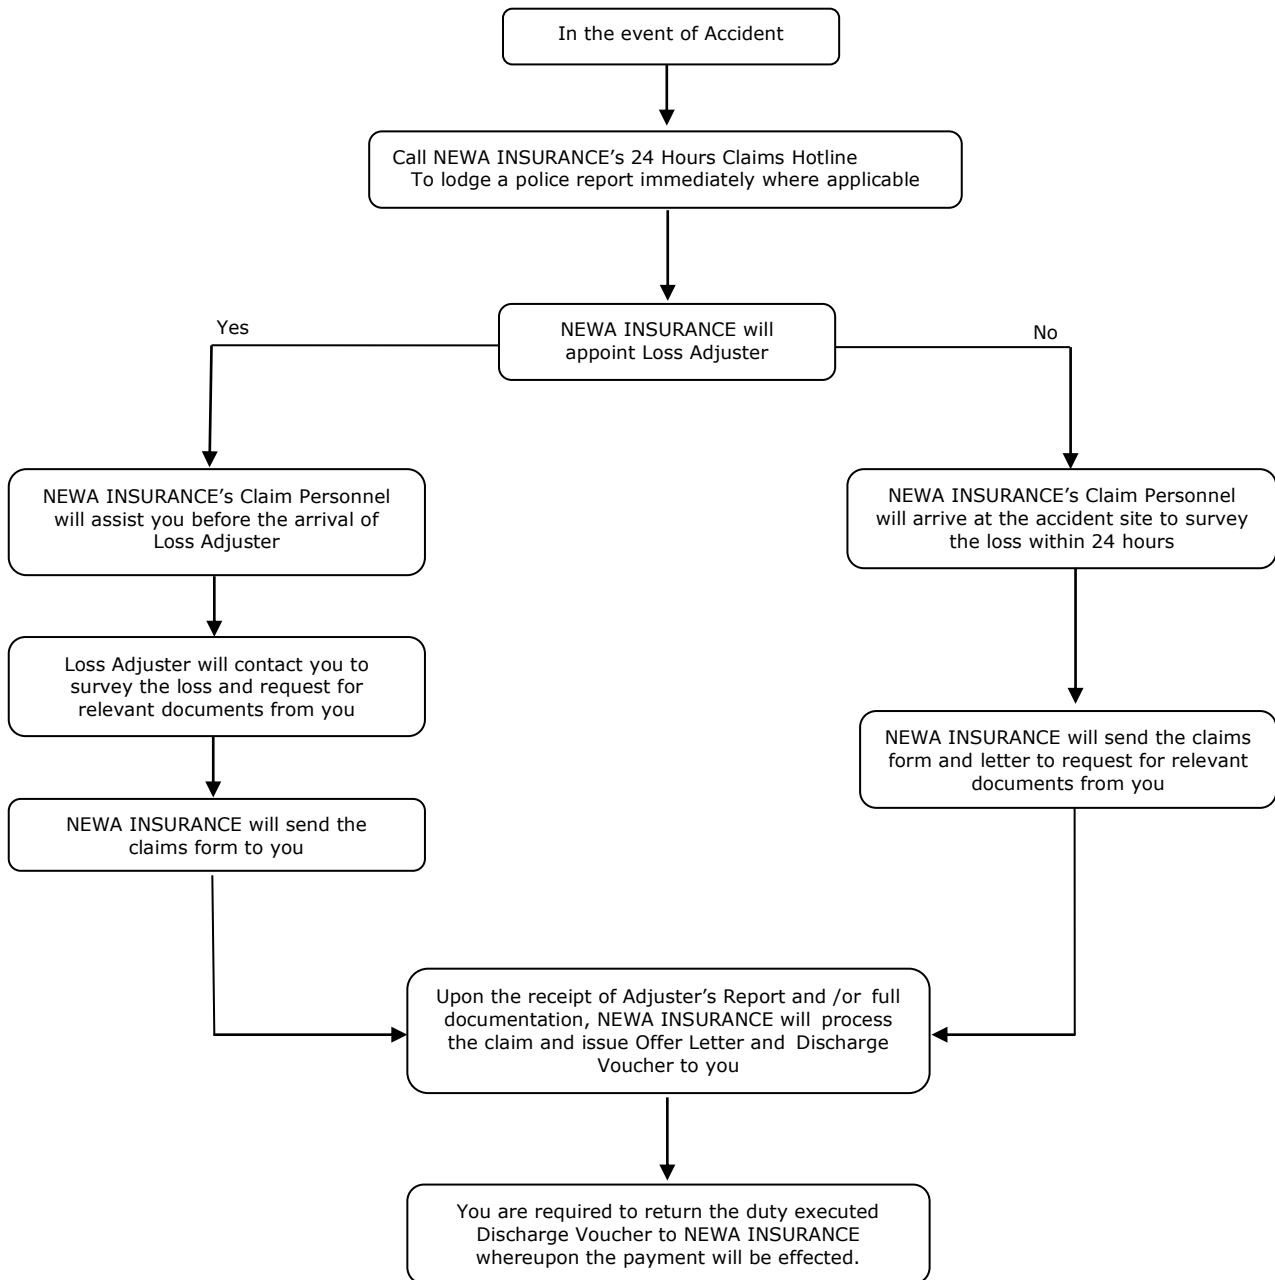 In the event of Accident
Call NEWA INSURANCE's 24 Hours Claims Hotline
To lodge a police report immediately where applicable
NEWA INSURANCE will
appoint Loss Adjuster
Yes
No
NEWA INSURANCE's Claim Personnel
will assist you before the arrival of
Loss Adjuster
NEWA INSURANCE's Claim Personnel
will arrive at the accident site to survey
the loss within 24 hours
Loss Adjuster will contact you to
survey the loss and request for
relevant documents from you
NEWA INSURANCE will send the claims
form and letter to request for relevant
documents from you
NEWA INSURANCE will send the
claims form to you
Upon the receipt of Adjuster's Report and /or full
documentation, NEWA INSURANCE will process
the claim and issue Offer Letter and Discharge
Voucher to you
You are required to return the duty executed
Discharge Voucher to NEWA INSURANCE
whereupon the payment will be effected.